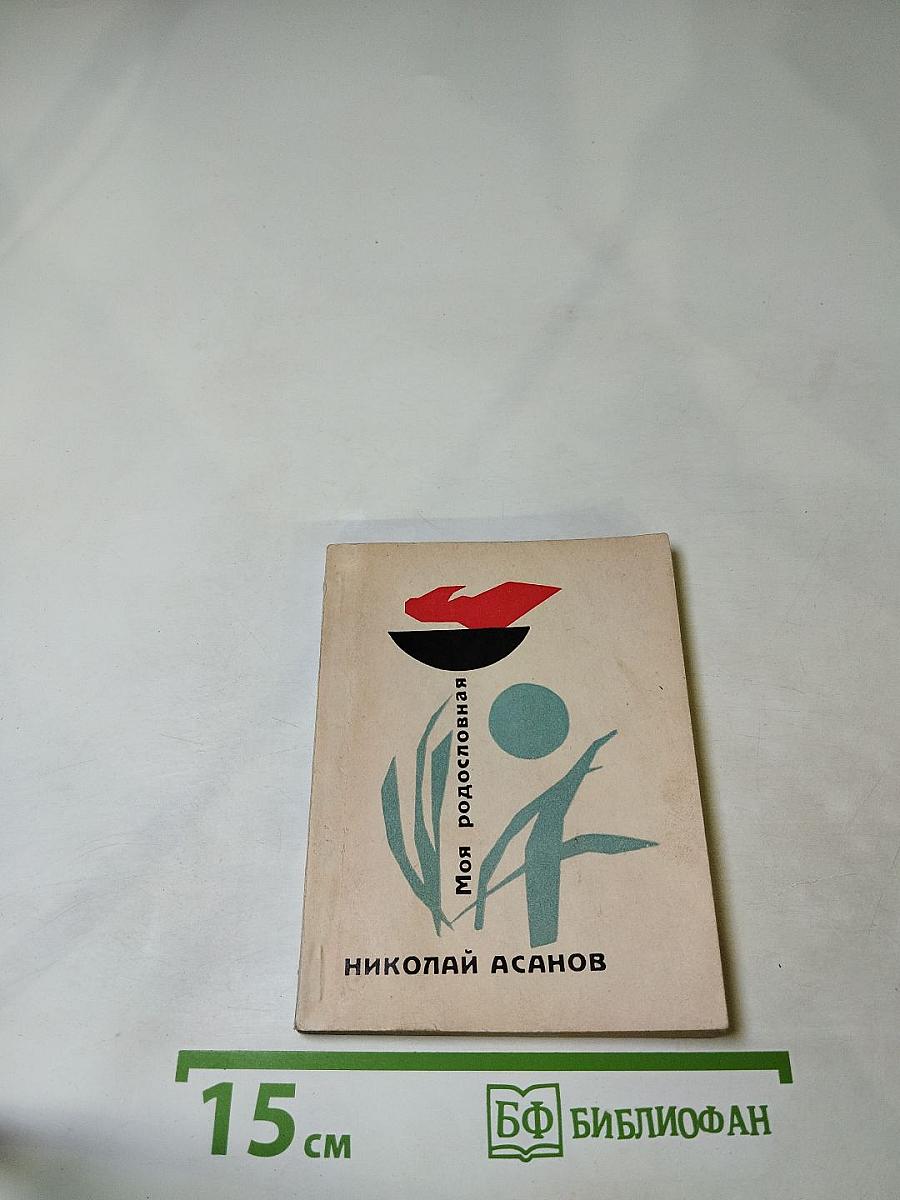 Моя родословная
НИКОЛАЙ АСАНОВ
15 см
БФ БИБЛИОФАН